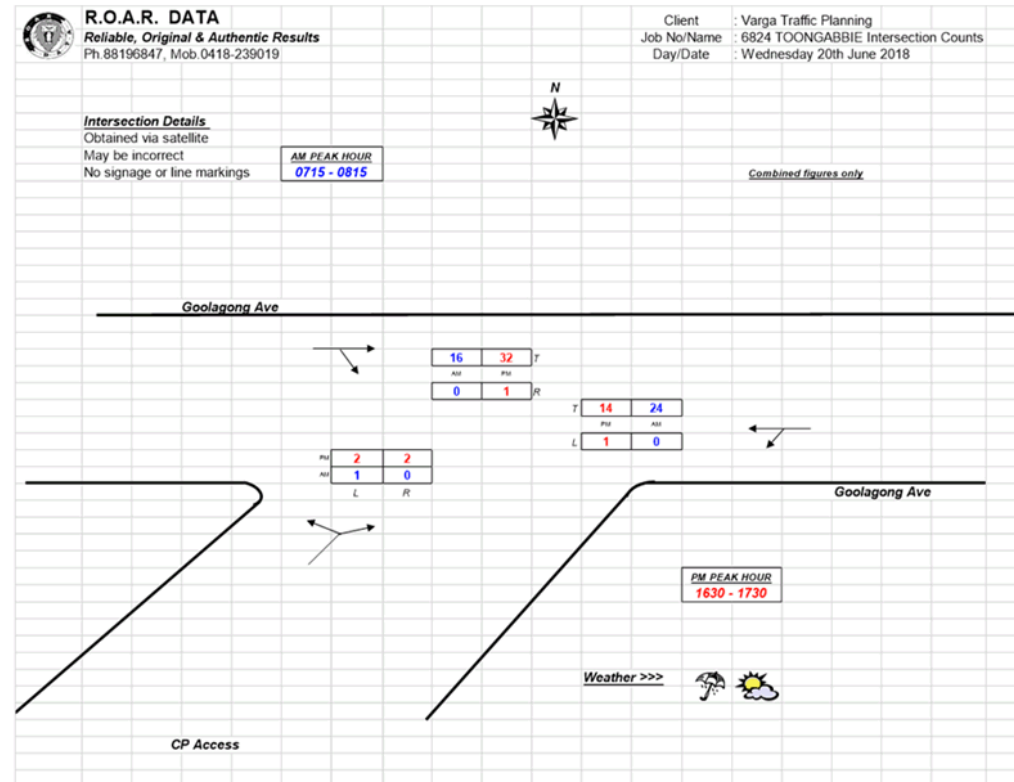 R.O.A.R. DATA
Reliable, Original & Authentic Results
Ph.88196847, Mob.0418-239019
Client : Varga Traffic Planning
Job No/Name : 6824 TOONGABBIE Intersection Counts
Day/Date : Wednesday 20th June 2018
N
Intersection Details
Obtained via satellite
May be incorrect
No signage or line markings
AM PEAK HOUR
0715 - 0815
Combined figures only
Goolagong Ave
16 32 T
AM PM
0 1 R
T 14 24
PM AM
L 1 0
PM 2 2
AM 1 0
L R
Goolagong Ave
PM PEAK HOUR
1630 - 1730
Weather >>>
CP Access